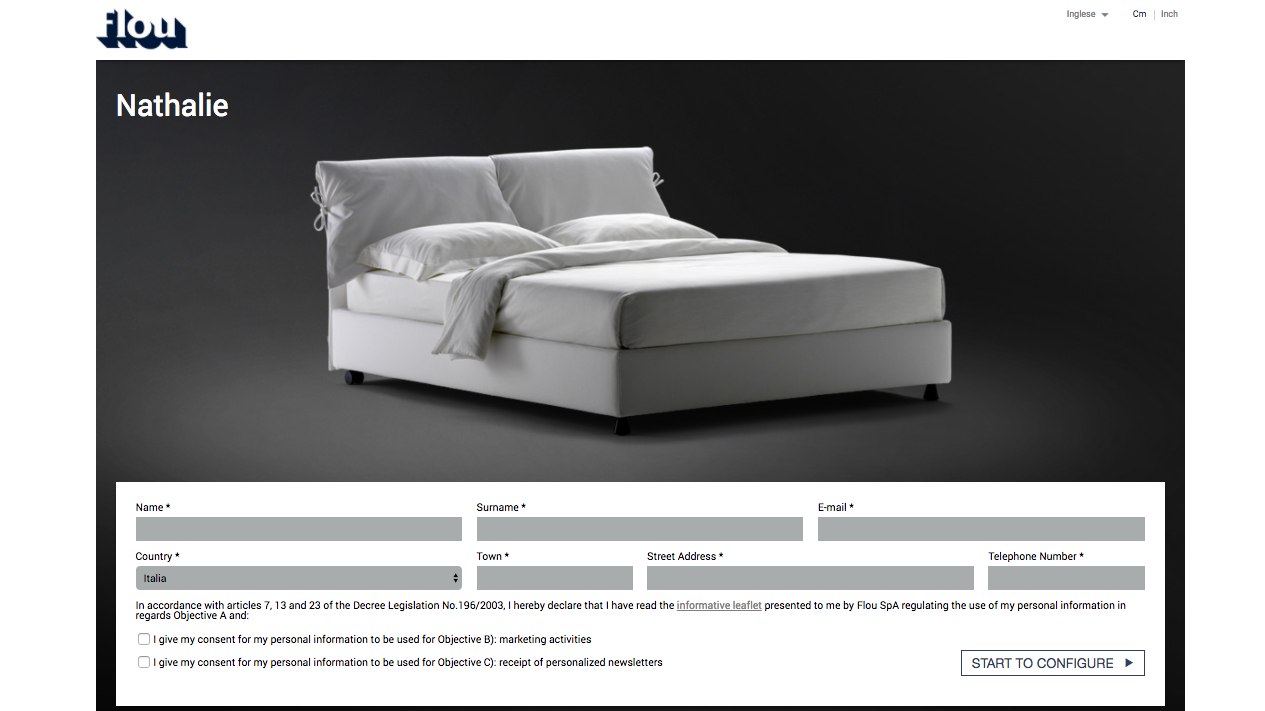 flou
Inglese
Cm | Inch
Nathalie
Name *
Surname *
E-mail *
Country *
Town *
Street Address *
Telephone Number *
Italia
In accordance with articles 7, 13 and 23 of the Decree Legislation No.196/2003, I hereby declare that I have read the informative leaflet presented to me by Flou SpA regulating the use of my personal information in
regards Objective A and:
I give my consent for my personal information to be used for Objective B): marketing activities
I give my consent for my personal information to be used for Objective C): receipt of personalized newsletters
START TO CONFIGURE